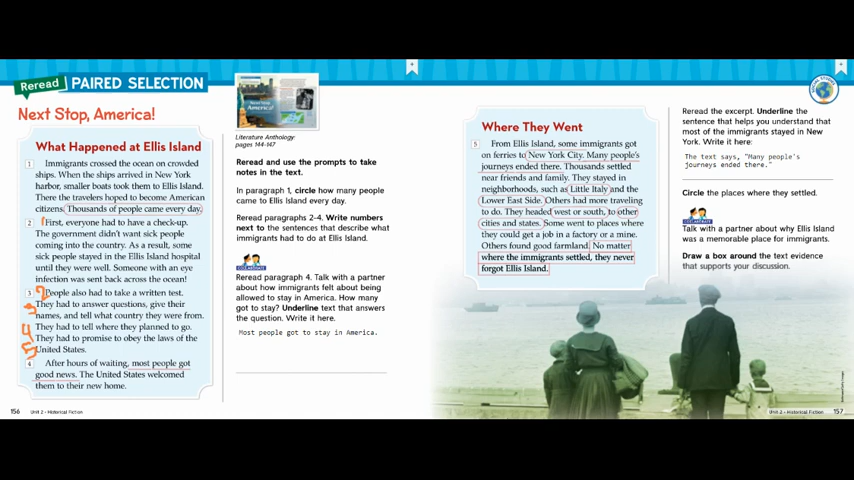 Reread PAIRED SELECTION
Next Stop, America!
What Happened at Ellis Island
1 Immigrants crossed the ocean on crowded
ships. When the ships arrived in New York
harbor, smaller boats took them to Ellis Island.
There the travelers hoped to become American
citizens. Thousands of people came every day.
2 1 First, everyone had to have a check-up.
The government didn't want sick people
coming into the country. As a result, some
sick people stayed in the Ellis Island hospital
until they were well. Someone with an eye
infection was sent back across the ocean!
3 2 People also had to take a written test.
3 They had to answer questions, give their
names, and tell what country they were from.
4 They had to tell where they planned to go.
5 They had to promise to obey the laws of the
United States.
4 After hours of waiting, most people got
good news. The United States welcomed
them to their new home.
156 Unit 2 - Historical Fiction
Literature Anthology:
pages 144-147
Reread and use the prompts to take
notes in the text.
In paragraph 1, circle how many people
came to Ellis Island every day.
Reread paragraphs 2-4. Write numbers
next to the sentences that describe what
immigrants had to do at Ellis Island.
COLLABORATE
Reread paragraph 4. Talk with a partner
about how immigrants felt about being
allowed to stay in America. How many
got to stay? Underline text that answers
the question. Write it here:
Most people got to stay in America.
Where They Went
5 From Ellis Island, some immigrants got
on ferries to New York City. Many people's
journeys ended there. Thousands settled
near friends and family. They stayed in
neighborhoods, such as Little Italy and the
Lower East Side. Others had more traveling
to do. They headed west or south, to other
cities and states. Some went to places where
they could get a job in a factory or a mine.
Others found good farmland. No matter
where the immigrants settled, they never
forgot Ellis Island.
SOCIAL STUDIES
Reread the excerpt. Underline the
sentence that helps you understand that
most of the immigrants stayed in New
York. Write it here:
The text says, "Many people's
journeys ended there."
Circle the places where they settled.
COLLABORATE
Talk with a partner about why Ellis Island
was a memorable place for immigrants.
Draw a box around the text evidence
that supports your discussion.
Unit 2 - Historical Fiction 157